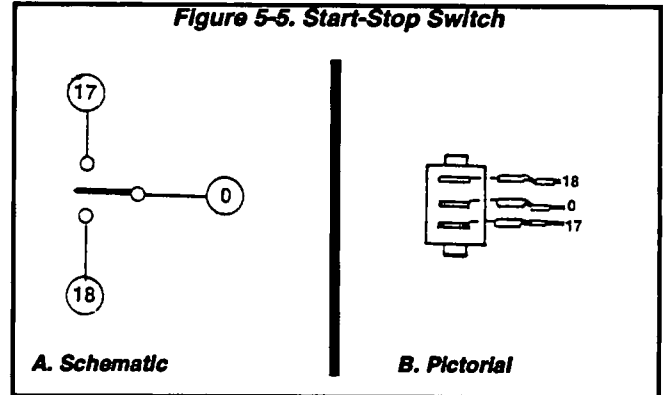 Figure 5-5. Start-Stop Switch
17
0
18
18
0
17
A. Schematic
B. Pictorial